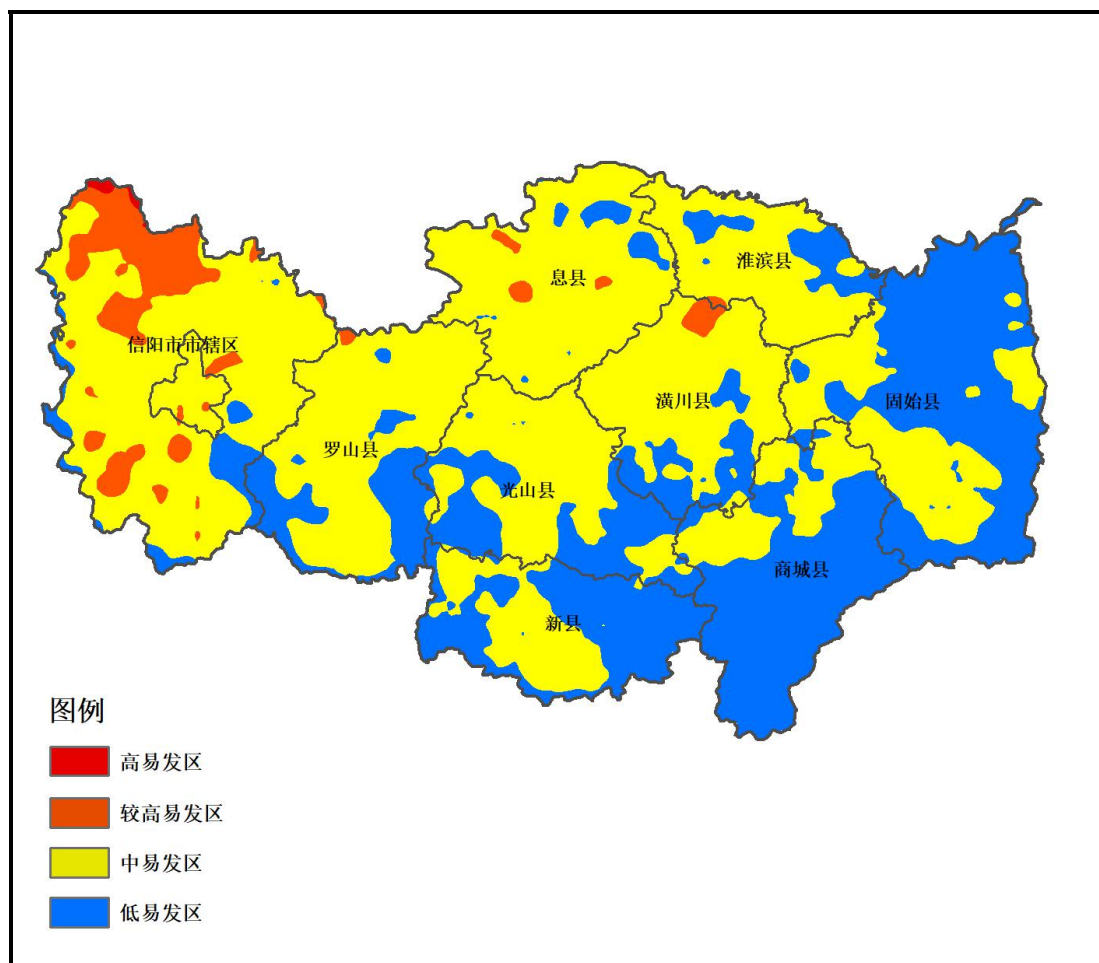 息县
淮滨县
信阳市市辖区
潢川县
固始县
罗山县
光山县
商城县
新县
图例
高易发区
较高易发区
中易发区
低易发区